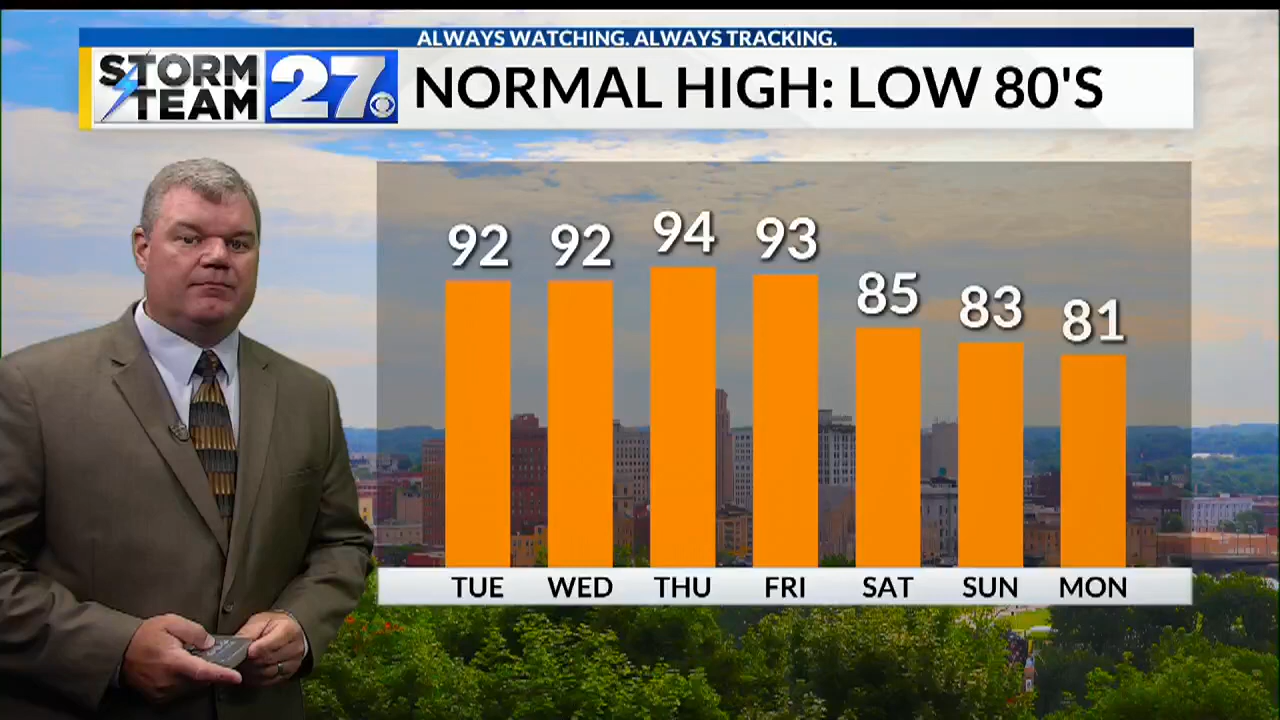 ALWAYS WATCHING. ALWAYS TRACKING.
STORM
TEAM
27
NORMAL HIGH: LOW 80'S
92 92 94 93 85 83 81
TUE WED THU FRI SAT SUN MON